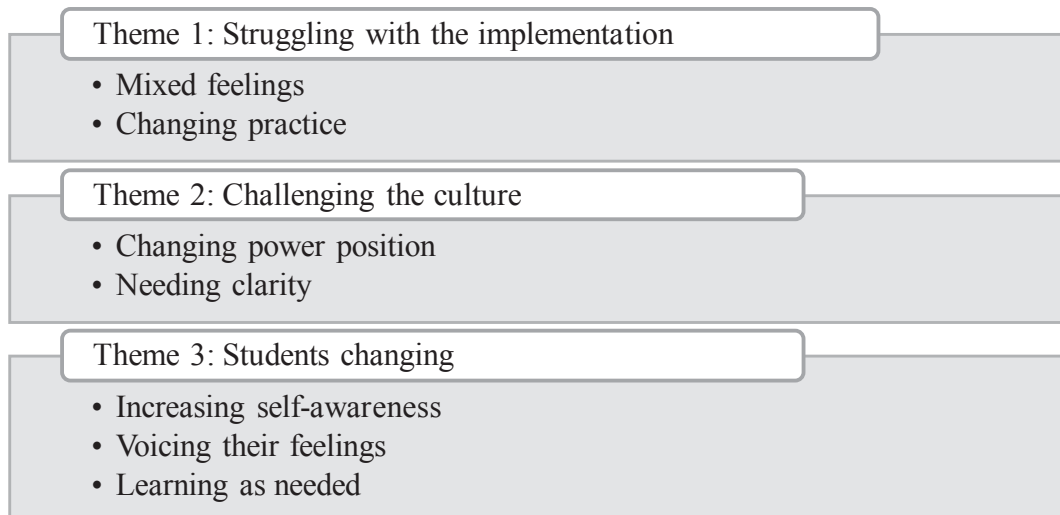 Theme 1: Struggling with the implementation
• Mixed feelings
• Changing practice
Theme 2: Challenging the culture
• Changing power position
• Needing clarity
Theme 3: Students changing
• Increasing self-awareness
• Voicing their feelings
• Learning as needed